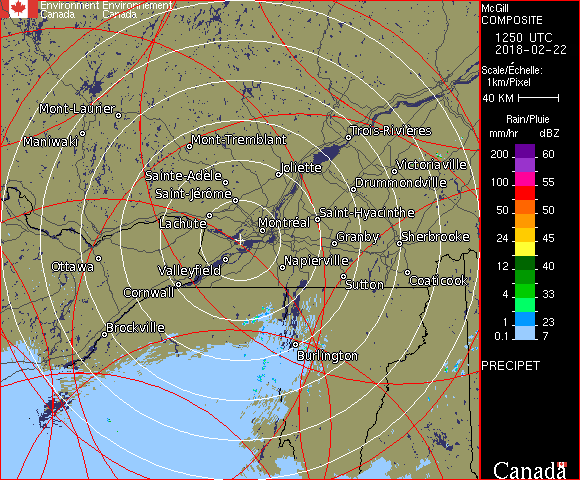 Environment Environnement
Canada Canada
McGill
COMPOSITE
1250 UTC
2018-02-22
Scale/Échelle:
1km/Pixel
40 KM
Rain/Pluie
mm/hr dBZ
200 60
150 57
100 55
50 50
24 45
12 40
4 33
1 23
0.1 7
PRECIPET
Canada
Mont-Laurier
Maniwaki
Mont-Tremblant
Trois-Rivières
Sainte-Adèle
Joliette
Victoriaville
Saint-Jérôme
Drummondville
Lachute
Montréal
Saint-Hyacinthe
Granby
Sherbrooke
Ottawa
Valleyfield
Napierville
Cornwall
Sutton
Coaticook
Brockville
Burlington